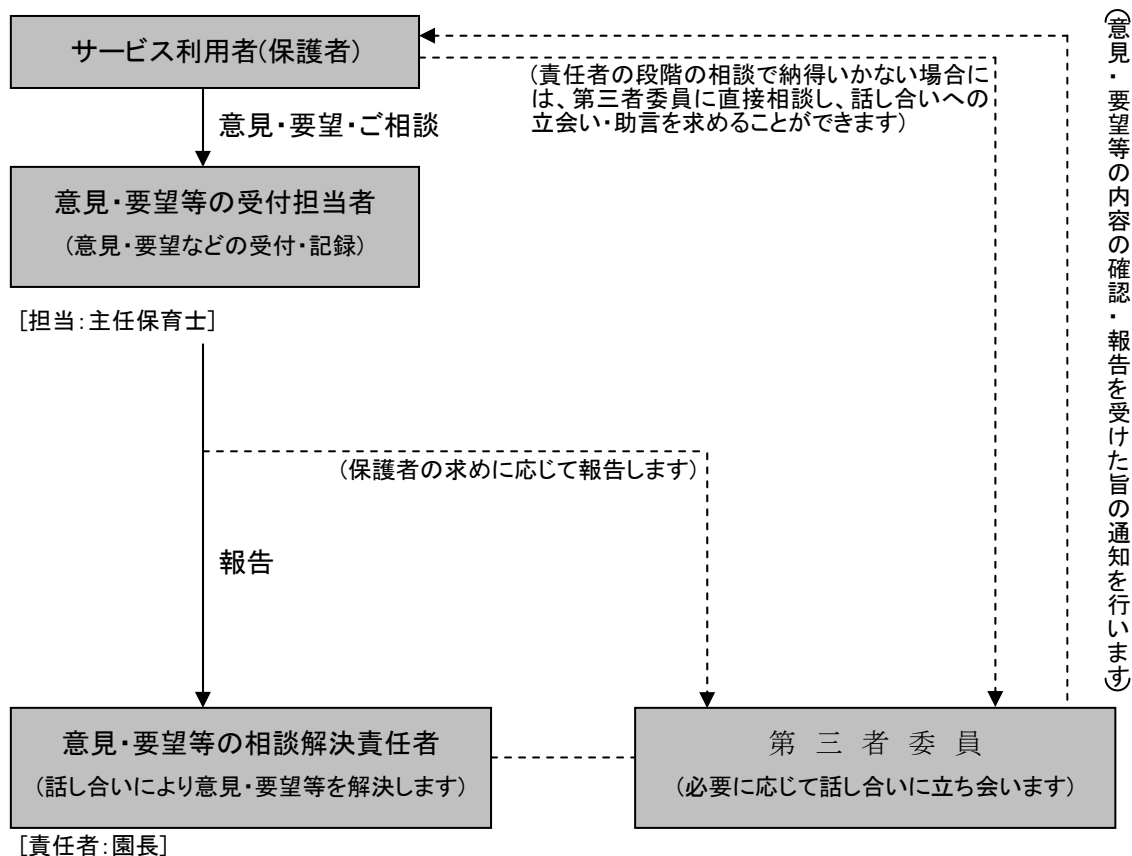 サービス利用者(保護者)
(責任者の段階の相談で納得いかない場合に
は、第三者委員に直接相談し、話し合いへの
立会い・助言を求めることができます)
意見・要望・ご相談
意見・要望等の受付担当者
(意見・要望などの受付・記録)
[担当:主任保育士]
(保護者の求めに応じて報告します)
報告
意見・要望等の相談解決責任者
(話し合いにより意見・要望等を解決します)
[責任者:園長]
第三者委員
(必要に応じて話し合いに立ち会います)
(意見・要望等の内容の確認・報告を受けた旨の通知を行います)